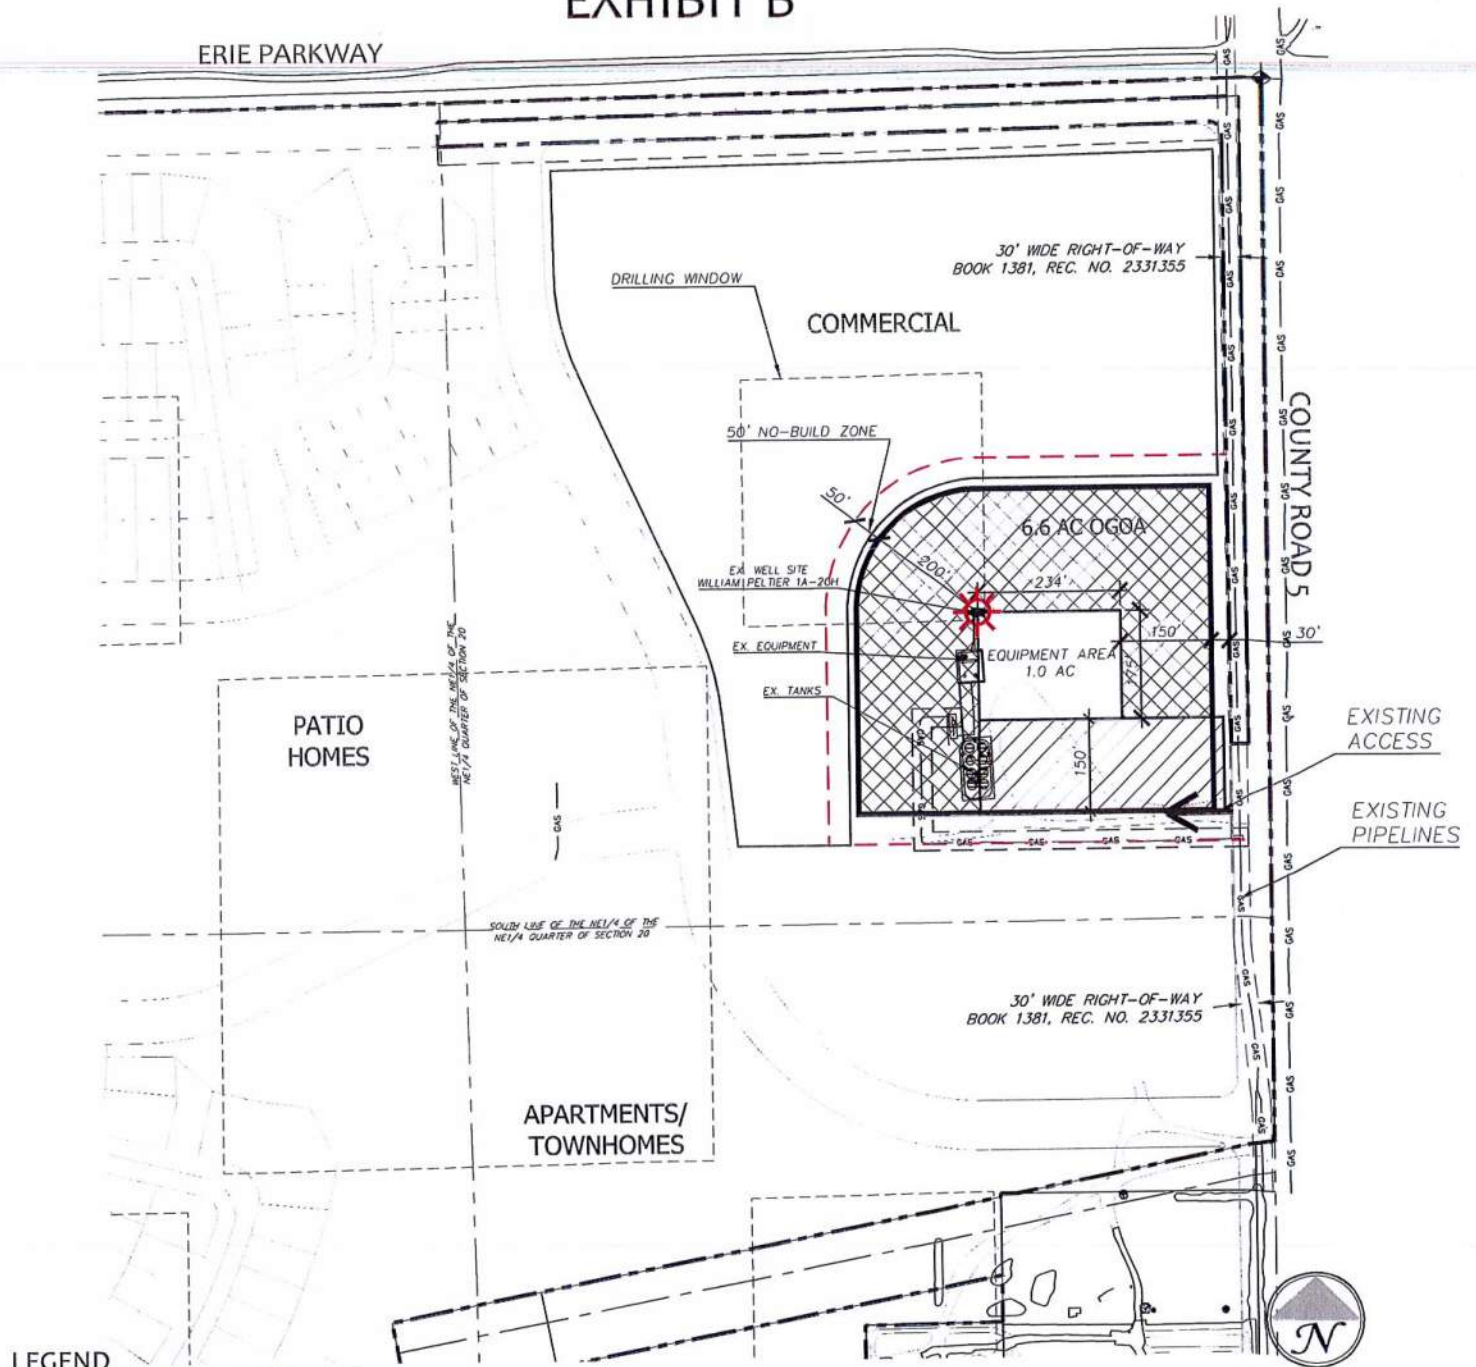 EXHIBIT B
ERIE PARKWAY
30' WIDE RIGHT-OF-WAY
BOOK 1381, REC. NO. 2331355
DRILLING WINDOW
COMMERCIAL
50' NO-BUILD ZONE
COUNTY ROAD 5
50'
6.6 AC OGOA
200'
EX. WELL SITE
WILLIAM PELTIER 1A-20H
234'
150'
30'
EX. EQUIPMENT
EQUIPMENT AREA
1.0 AC
175'
EX. TANKS
150'
WEST LINE OF THE NE1/4 OF THE
NE1/4 QUARTER OF SECTION 20
PATIO
HOMES
EXISTING
ACCESS
EXISTING
PIPELINES
GAS
GAS
GAS
GAS
GAS
SOUTH LINE OF THE NE1/4 OF THE
NE1/4 QUARTER OF SECTION 20
30' WIDE RIGHT-OF-WAY
BOOK 1381, REC. NO. 2331355
APARTMENTS/
TOWNHOMES
N
LEGEND